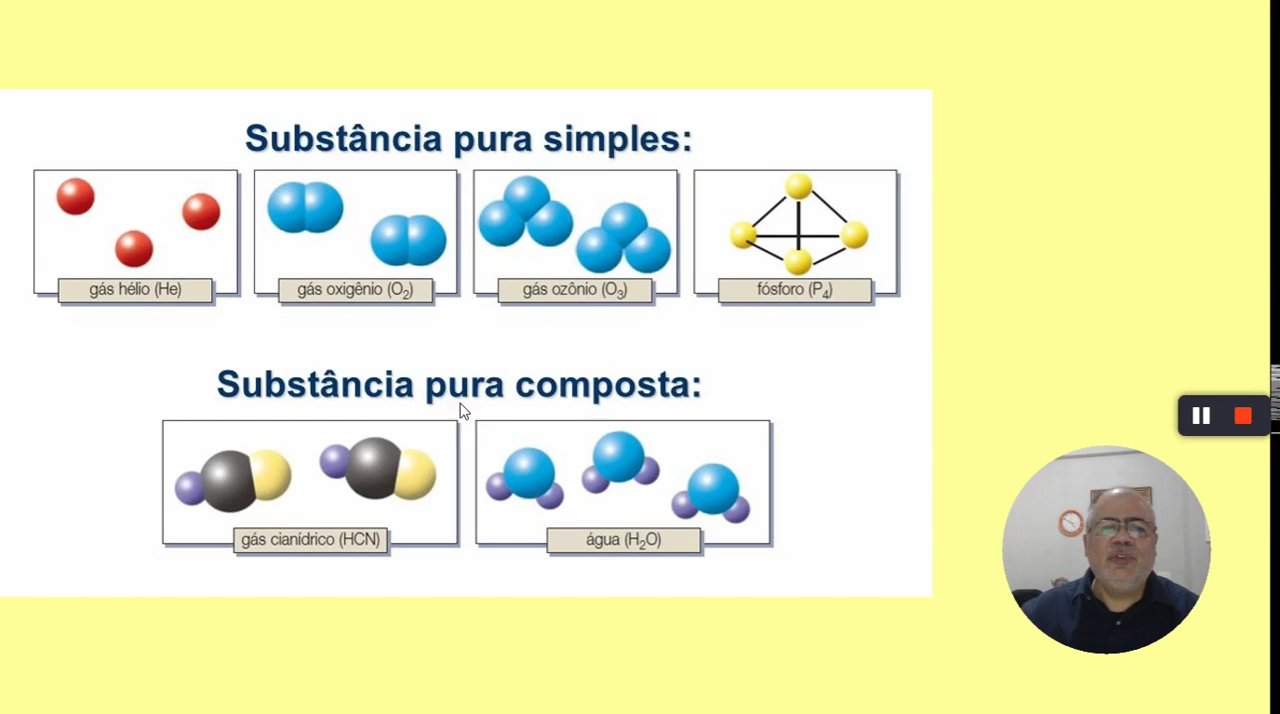 Substância pura simples:
gás hélio (He)
gás oxigênio (O₂)
gás ozônio (O₃)
fósforo (P₄)
Substância pura composta:
gás cianídrico (HCN)
água (H₂O)